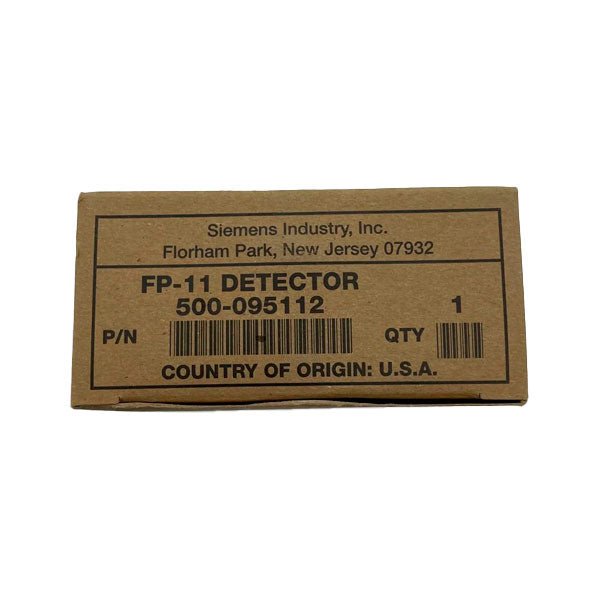 Siemens Industry, Inc.
Florham Park, New Jersey 07932
FP-11 DETECTOR
500-095112 1
P/N QTY
COUNTRY OF ORIGIN: U.S.A.